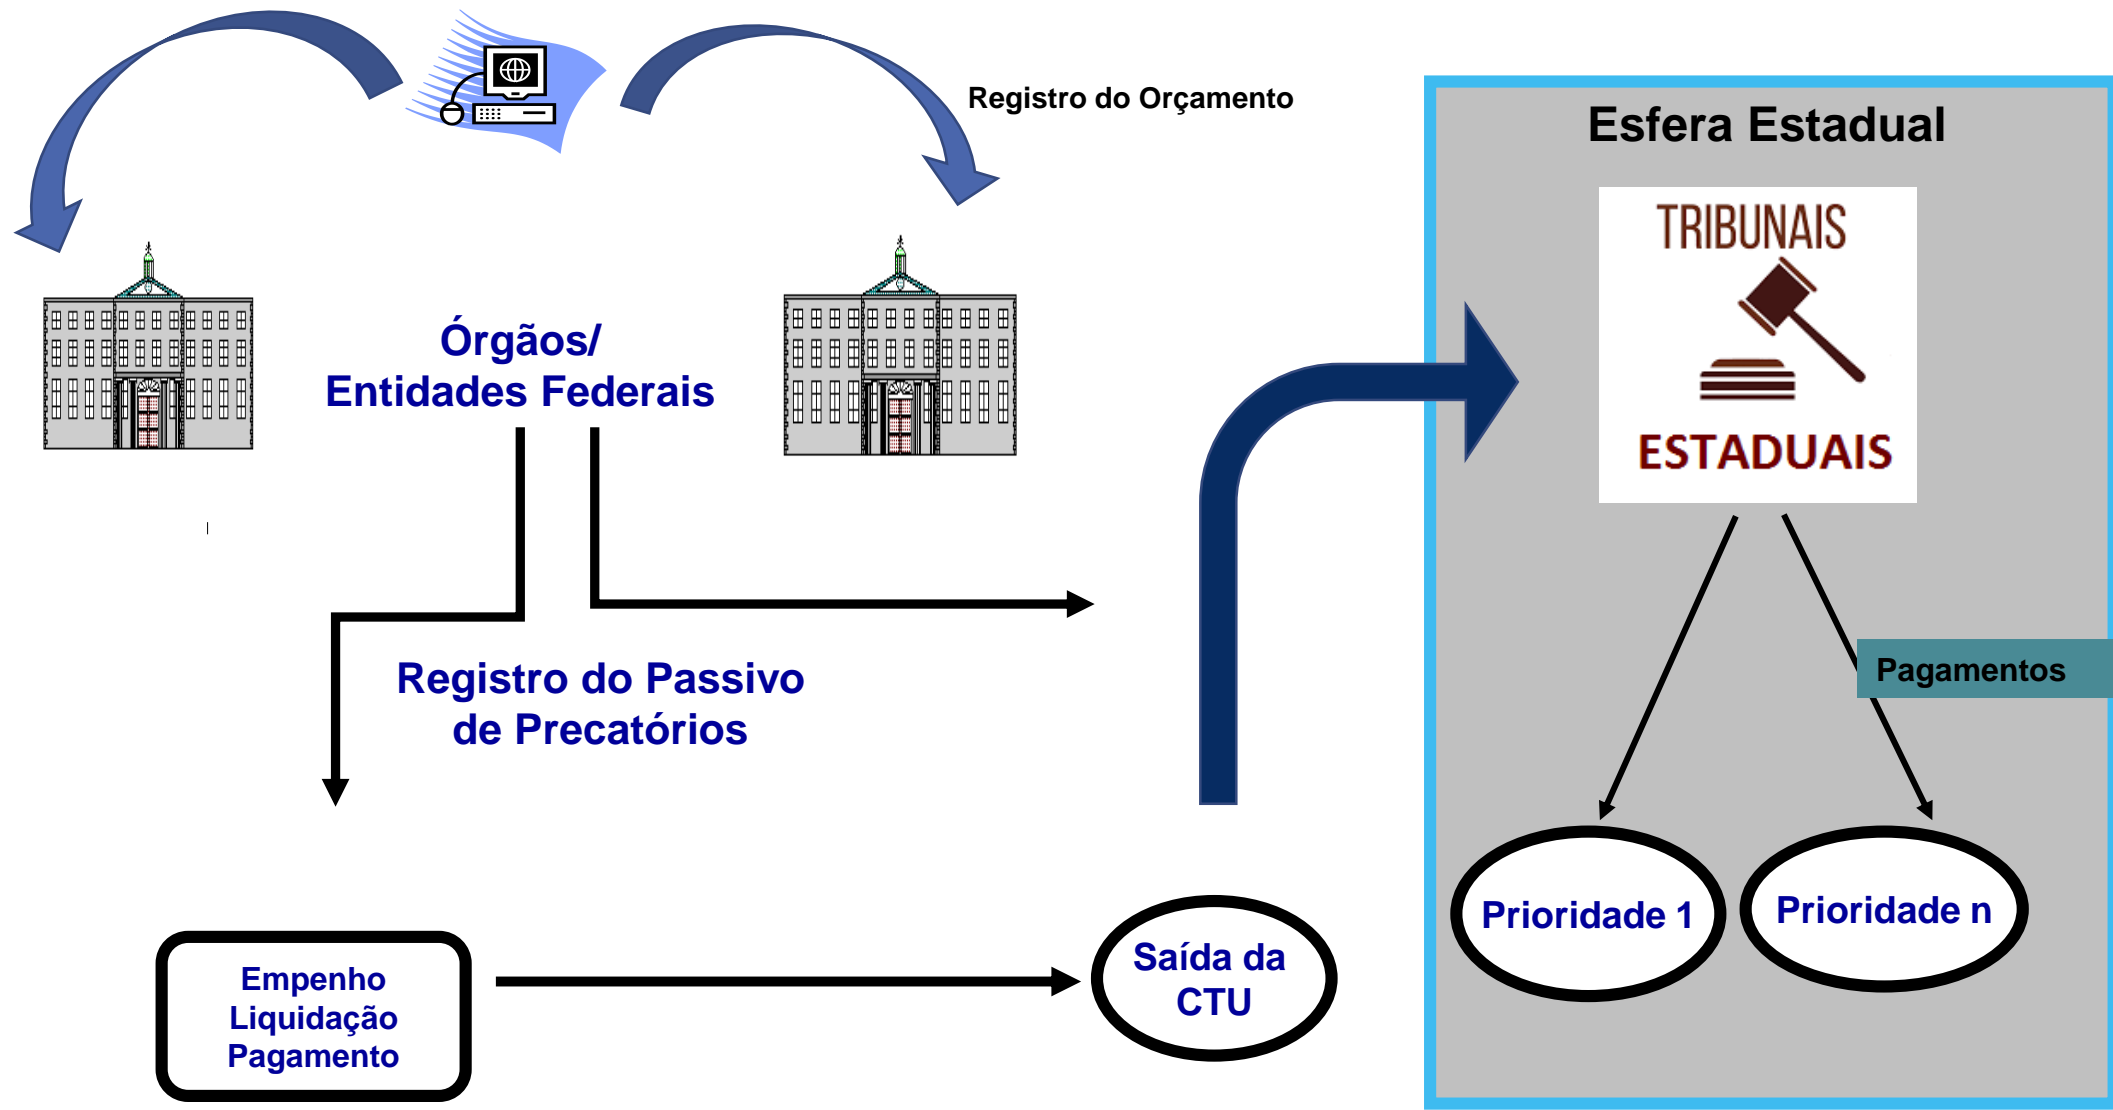 Registro do Orçamento
Esfera Estadual
TRIBUNAIS
ESTADUAIS
Órgãos/
Entidades Federais
Registro do Passivo
de Precatórios
Pagamentos
Prioridade 1
Prioridade n
Saída da
CTU
Empenho
Liquidação
Pagamento